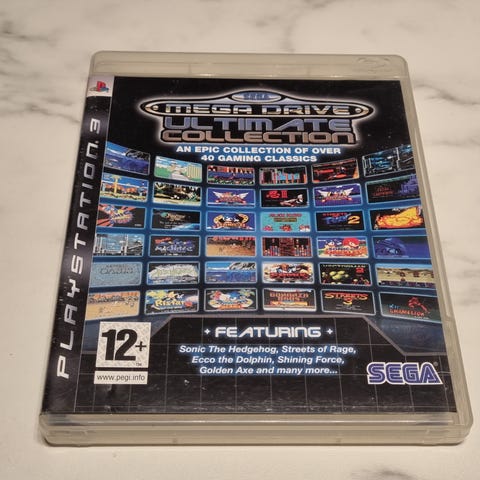 PLAYSTATION 3
SEGA
MEGA DRIVE
ULTIMATE
COLLECTION
AN EPIC COLLECTION OF OVER
40 GAMING CLASSICS
• FEATURING •
Sonic The Hedgehog, Streets of Rage,
Ecco the Dolphin, Shining Force,
Golden Axe and many more...
12+
www.pegi.info
SEGA